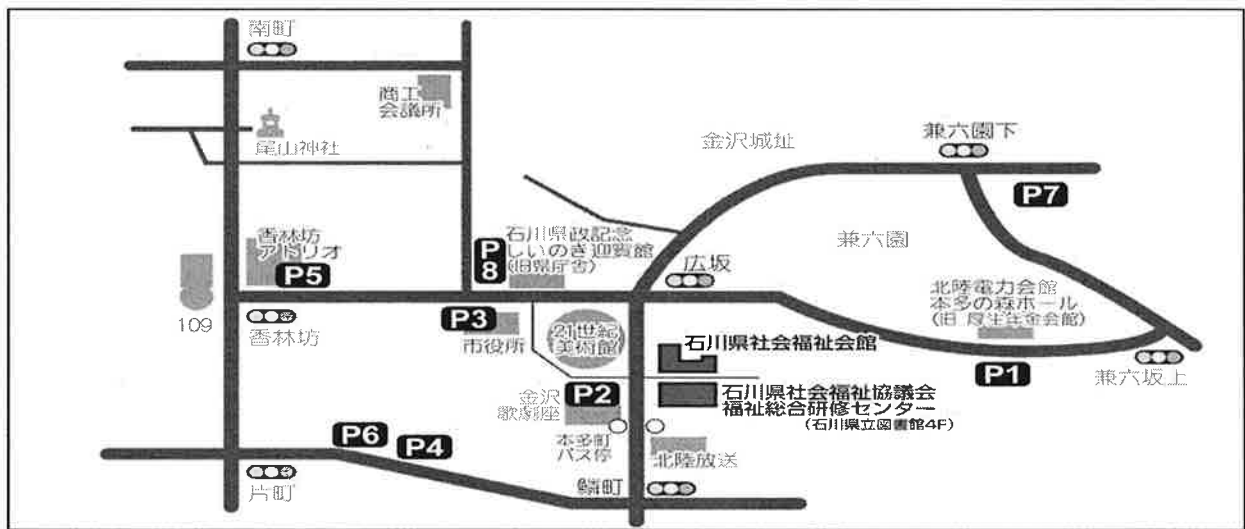 南町
商工
会議所
尾山神社
金沢城址
兼六園下
P7
兼六園
香林坊
アトリオ
P5
P
8
石川県政記念
しいのき迎賓館
(旧県庁舎)
広坂
北陸電力会館
本多の森ホール
(旧 厚生年金会館)
109
香林坊
P3
市役所
21世紀
美術館
石川県社会福祉会館
P1
兼六坂上
金沢
歌劇座
P2
石川県社会福祉協議会
福祉総合研修センター
(石川県立図書館4F)
P6
P4
本多町
バス停
北陸放送
片町
鱗町